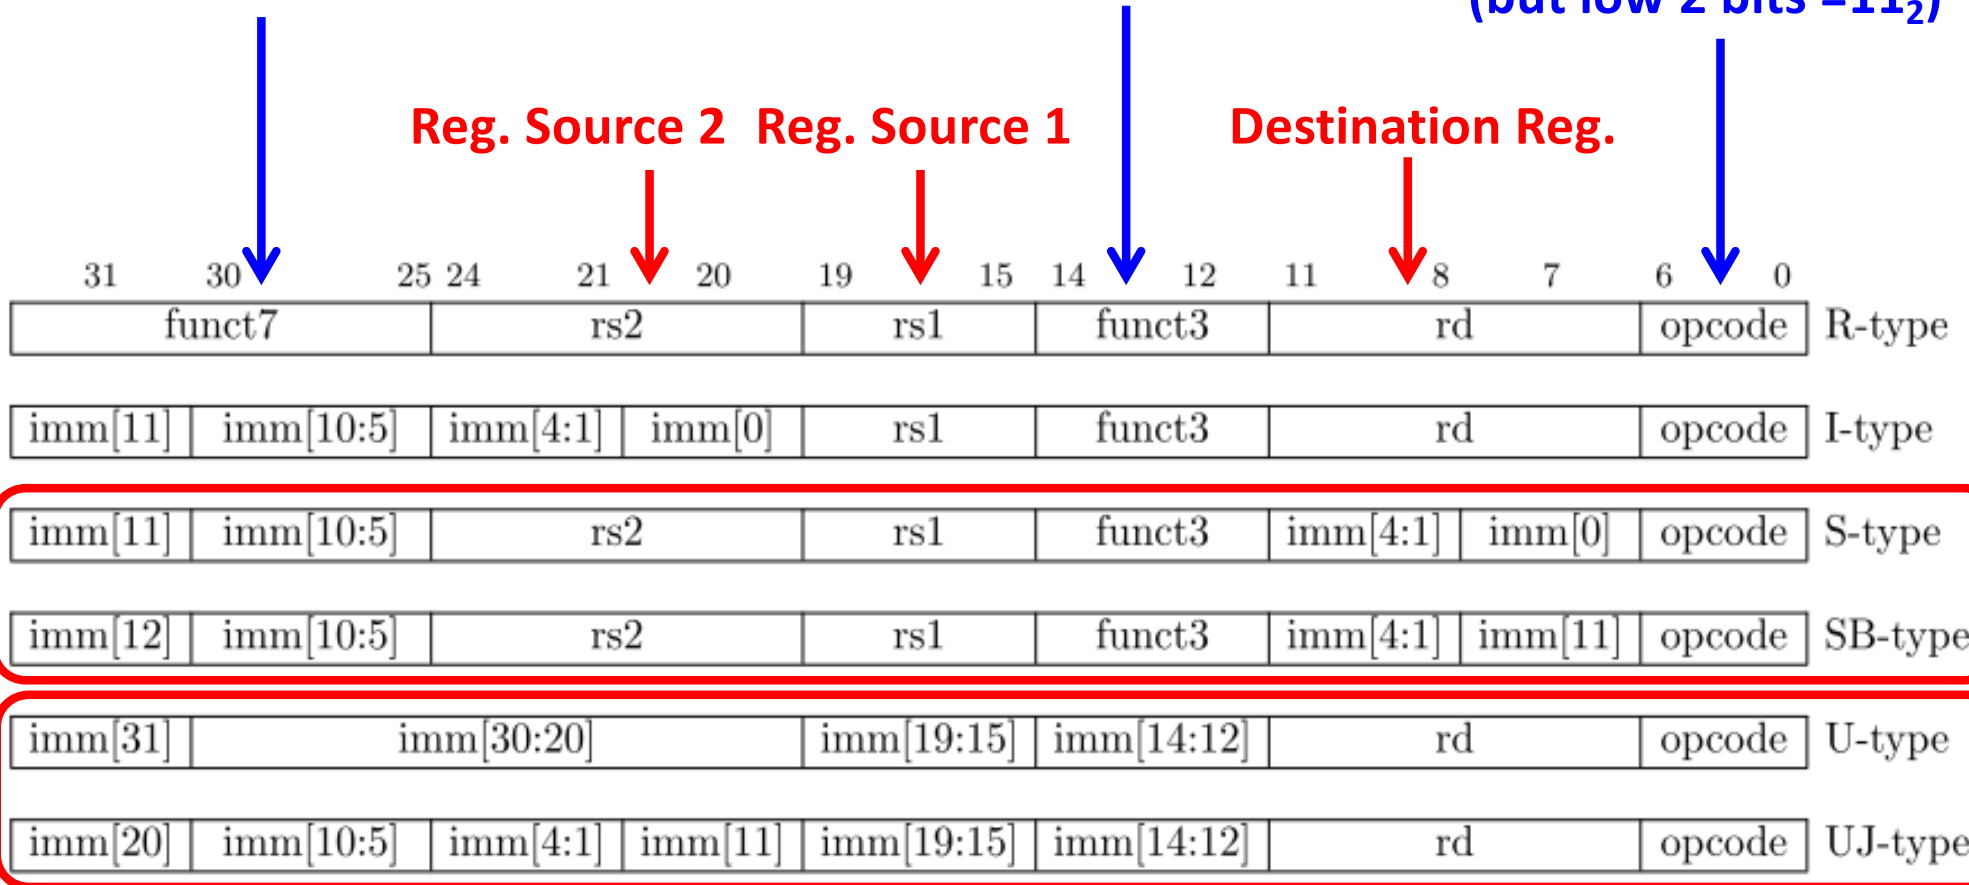 (but low 2 bits =11₂)
Reg. Source 2 Reg. Source 1 Destination Reg.
31 30 25 24 21 20 19 15 14 12 11 8 7 6 0
funct7 rs2 rs1 funct3 rd opcode R-type
imm[11] imm[10:5] imm[4:1] imm[0] rs1 funct3 rd opcode I-type
imm[11] imm[10:5] rs2 rs1 funct3 imm[4:1] imm[0] opcode S-type
imm[12] imm[10:5] rs2 rs1 funct3 imm[4:1] imm[11] opcode SB-type
imm[31] imm[30:20] imm[19:15] imm[14:12] rd opcode U-type
imm[20] imm[10:5] imm[4:1] imm[11] imm[19:15] imm[14:12] rd opcode UJ-type